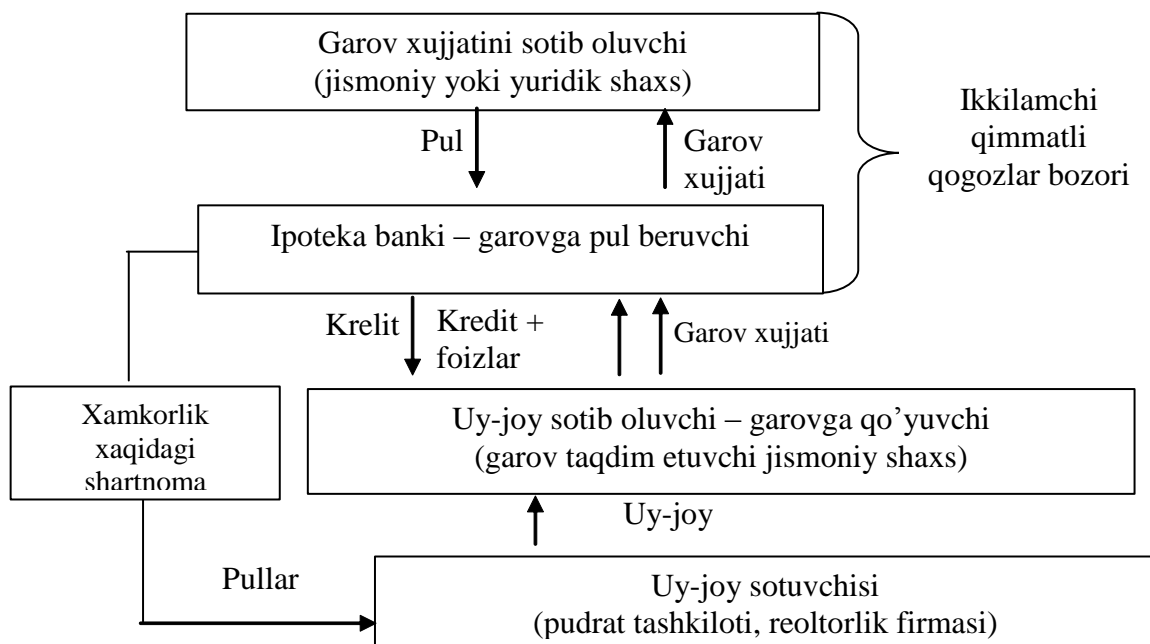 Garov xujjatini sotib oluvchi
(jismoniy yoki yuridik shaxs)
Ikkilamchi
qimmatli
qogozlar bozori
Pul
Garov
xujjati
Ipoteka banki – garovga pul beruvchi
Krelit
Kredit +
foizlar
Garov xujjati
Xamkorlik
xaqidagi
shartnoma
Uy-joy sotib oluvchi – garovga qo’yuvchi
(garov taqdim etuvchi jismoniy shaxs)
Uy-joy
Pullar
Uy-joy sotuvchisi
(pudrat tashkiloti, reoltorlik firmasi)